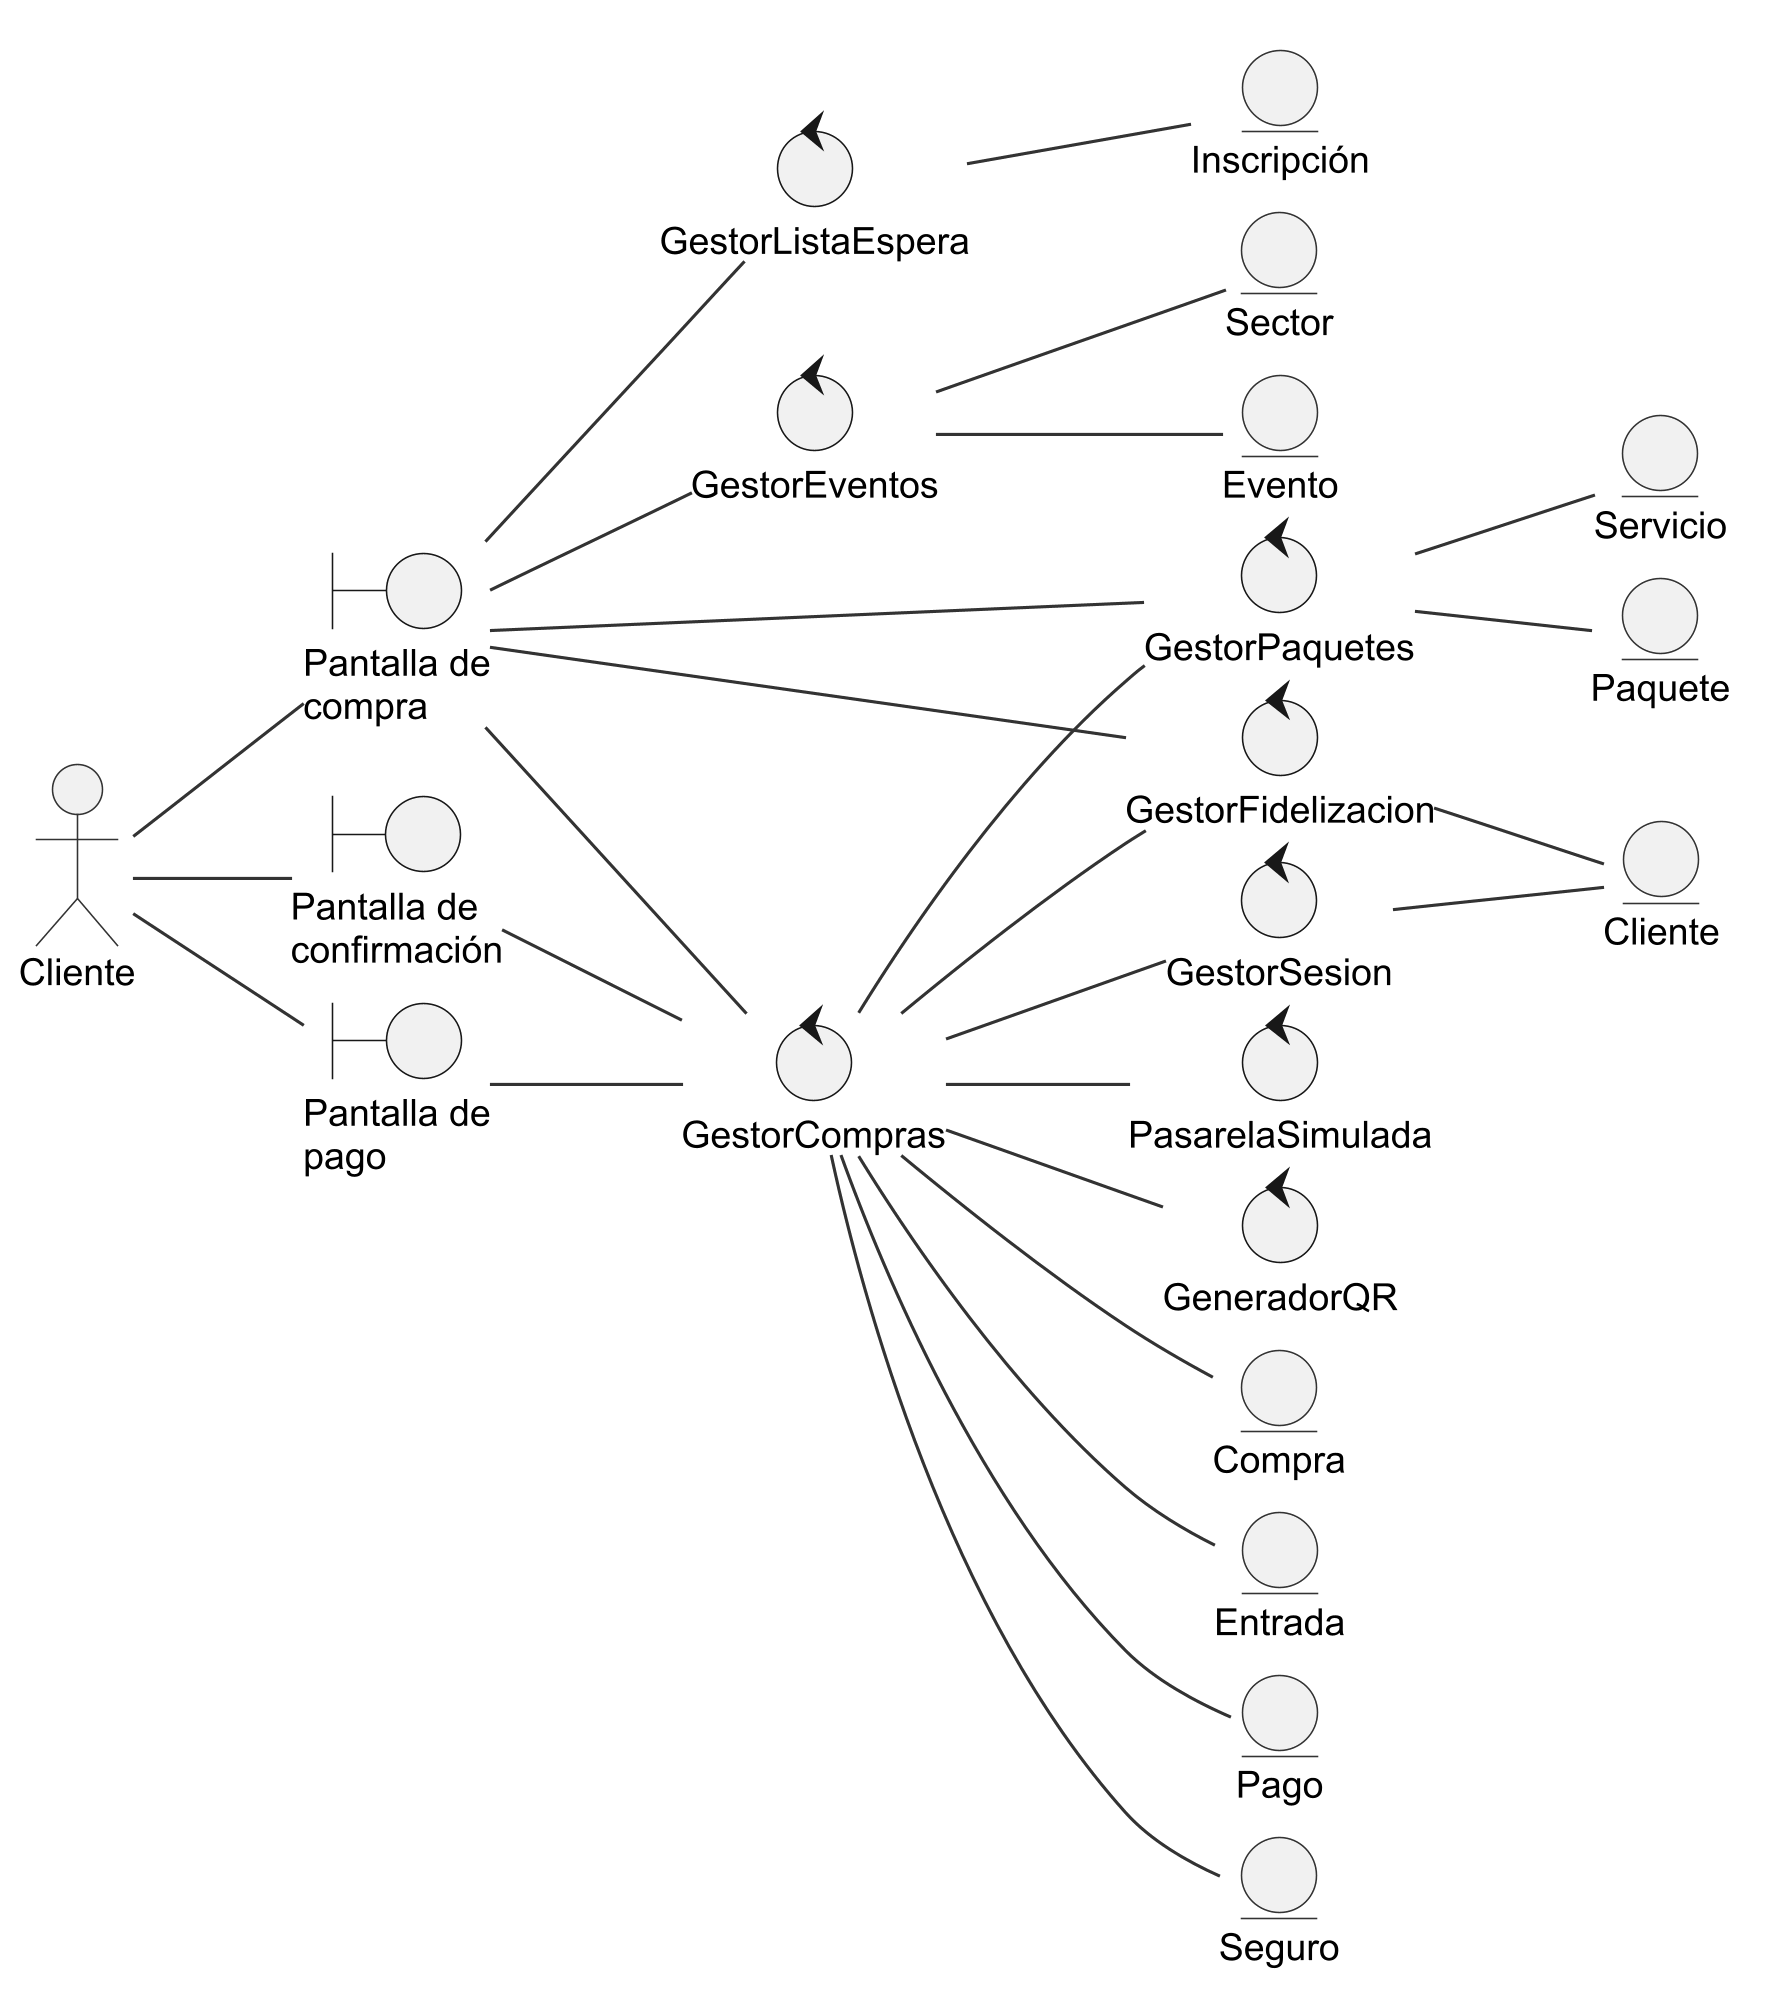 Inscripción
GestorListaEspera
Sector
GestorEventos
Evento
Servicio
Pantalla de
compra
GestorPaquetes
Paquete
GestorFidelizacion
Cliente
Pantalla de
confirmación
Cliente
GestorSesion
Pantalla de
pago
GestorCompras
PasarelaSimulada
GeneradorQR
Compra
Entrada
Pago
Seguro